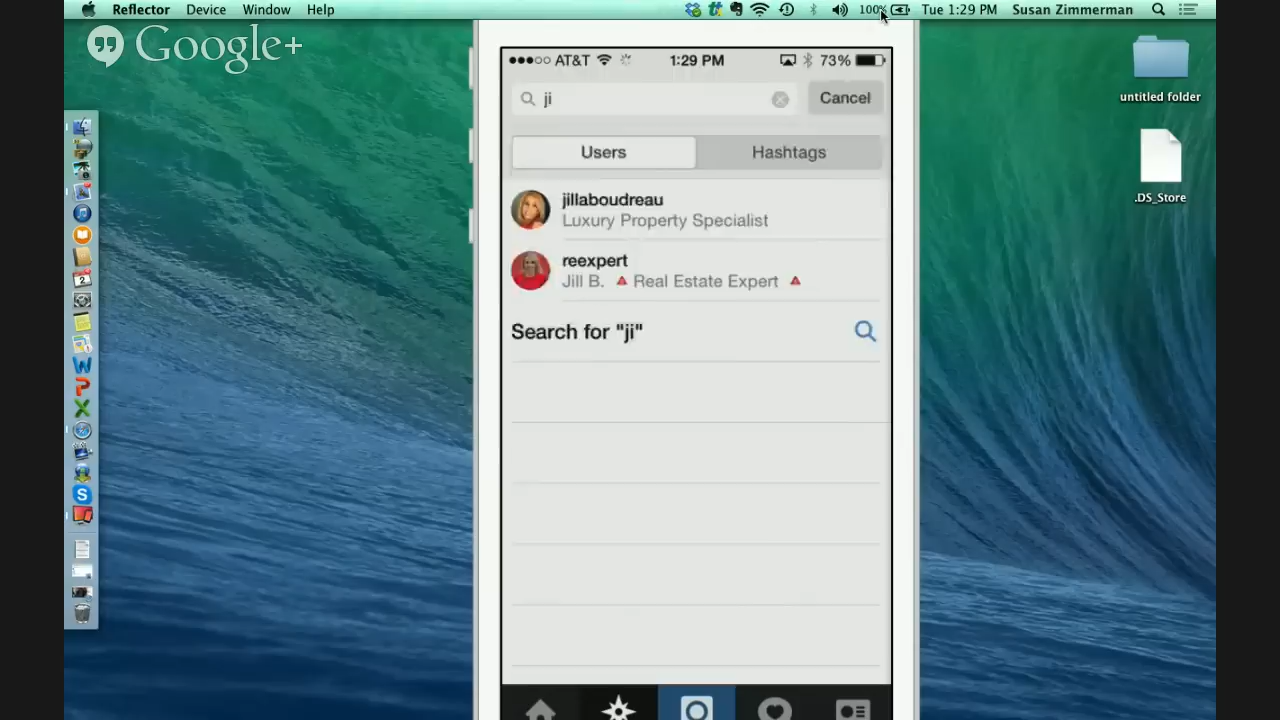 Reflector Device Window Help 100% Tue 1:29 PM Susan Zimmerman
Google+
untitled folder
.DS_Store
AT&T 1:29 PM 73%
ji Cancel
Users Hashtags
jillaboudreau
Luxury Property Specialist
reexpert
Jill B. 🔺 Real Estate Expert 🔺
Search for "ji"